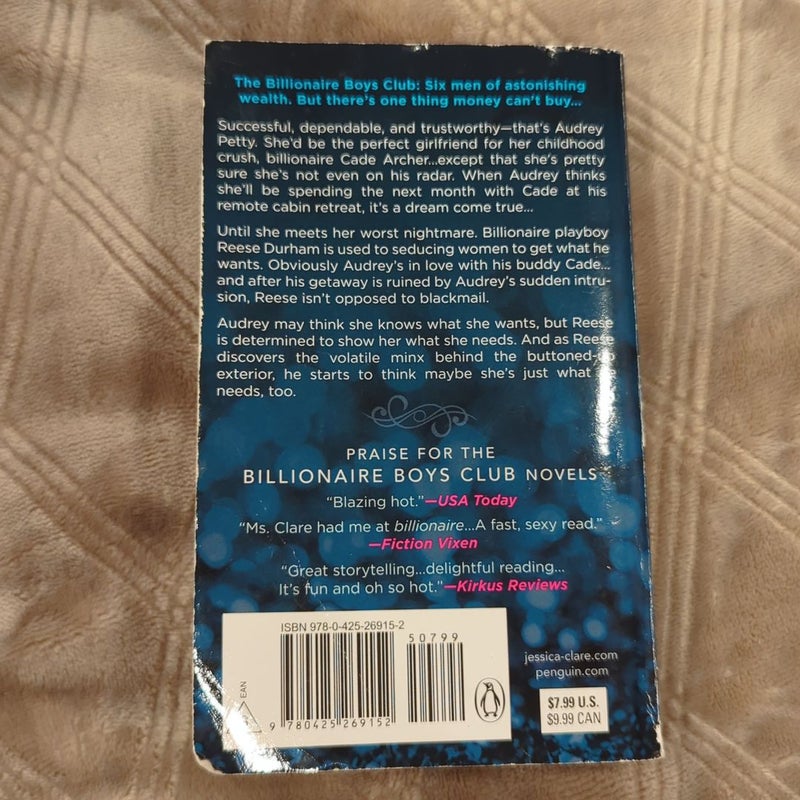 The Billionaire Boys Club: Six men of astonishing
wealth. But there's one thing money can't buy...
Successful, dependable, and trustworthy—that's Audrey
Petty. She'd be the perfect girlfriend for her childhood
crush, billionaire Cade Archer...except that she's pretty
sure she's not even on his radar. When Audrey thinks
she'll be spending the next month with Cade at his
remote cabin retreat, it's a dream come true...
Until she meets her worst nightmare. Billionaire playboy
Reese Durham is used to seducing women to get what he
wants. Obviously Audrey's in love with his buddy Cade...
and after his getaway is ruined by Audrey's sudden intru-
sion, Reese isn't opposed to blackmail.
Audrey may think she knows what she wants, but Reese
is determined to show her what she needs. And as Reese
discovers the volatile minx behind the buttoned-up
exterior, he starts to think maybe she's just what he
needs, too.
PRAISE FOR THE
BILLIONAIRE BOYS CLUB NOVELS
"Blazing hot."—USA Today
"Ms. Clare had me at billionaire...A fast, sexy read."
—Fiction Vixen
"Great storytelling...delightful reading...
It's fun and oh so hot."—Kirkus Reviews
ISBN 978-0-425-26915-2
50799
EAN
9 780425 269152
jessica-clare.com
penguin.com
$7.99 U.S.
$9.99 CAN